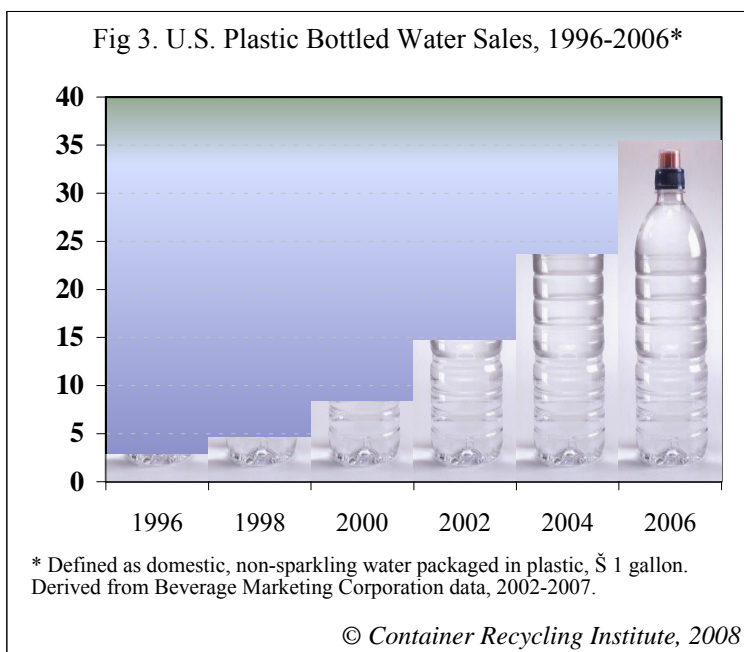 Fig 3. U.S. Plastic Bottled Water Sales, 1996-2006*
40
35
30
25
20
15
10
5
0
1996 1998 2000 2002 2004 2006
* Defined as domestic, non-sparkling water packaged in plastic, Š 1 gallon.
Derived from Beverage Marketing Corporation data, 2002-2007.
© Container Recycling Institute, 2008